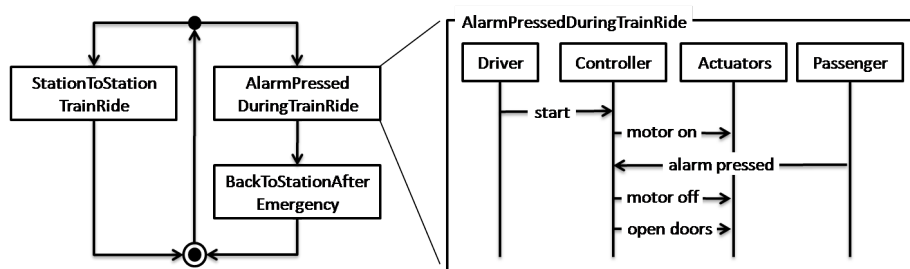 StationToStation
TrainRide
AlarmPressed
DuringTrainRide
BackToStationAfter
Emergency
AlarmPressedDuringTrainRide
Driver
Controller
Actuators
Passenger
start
motor on
alarm pressed
motor off
open doors